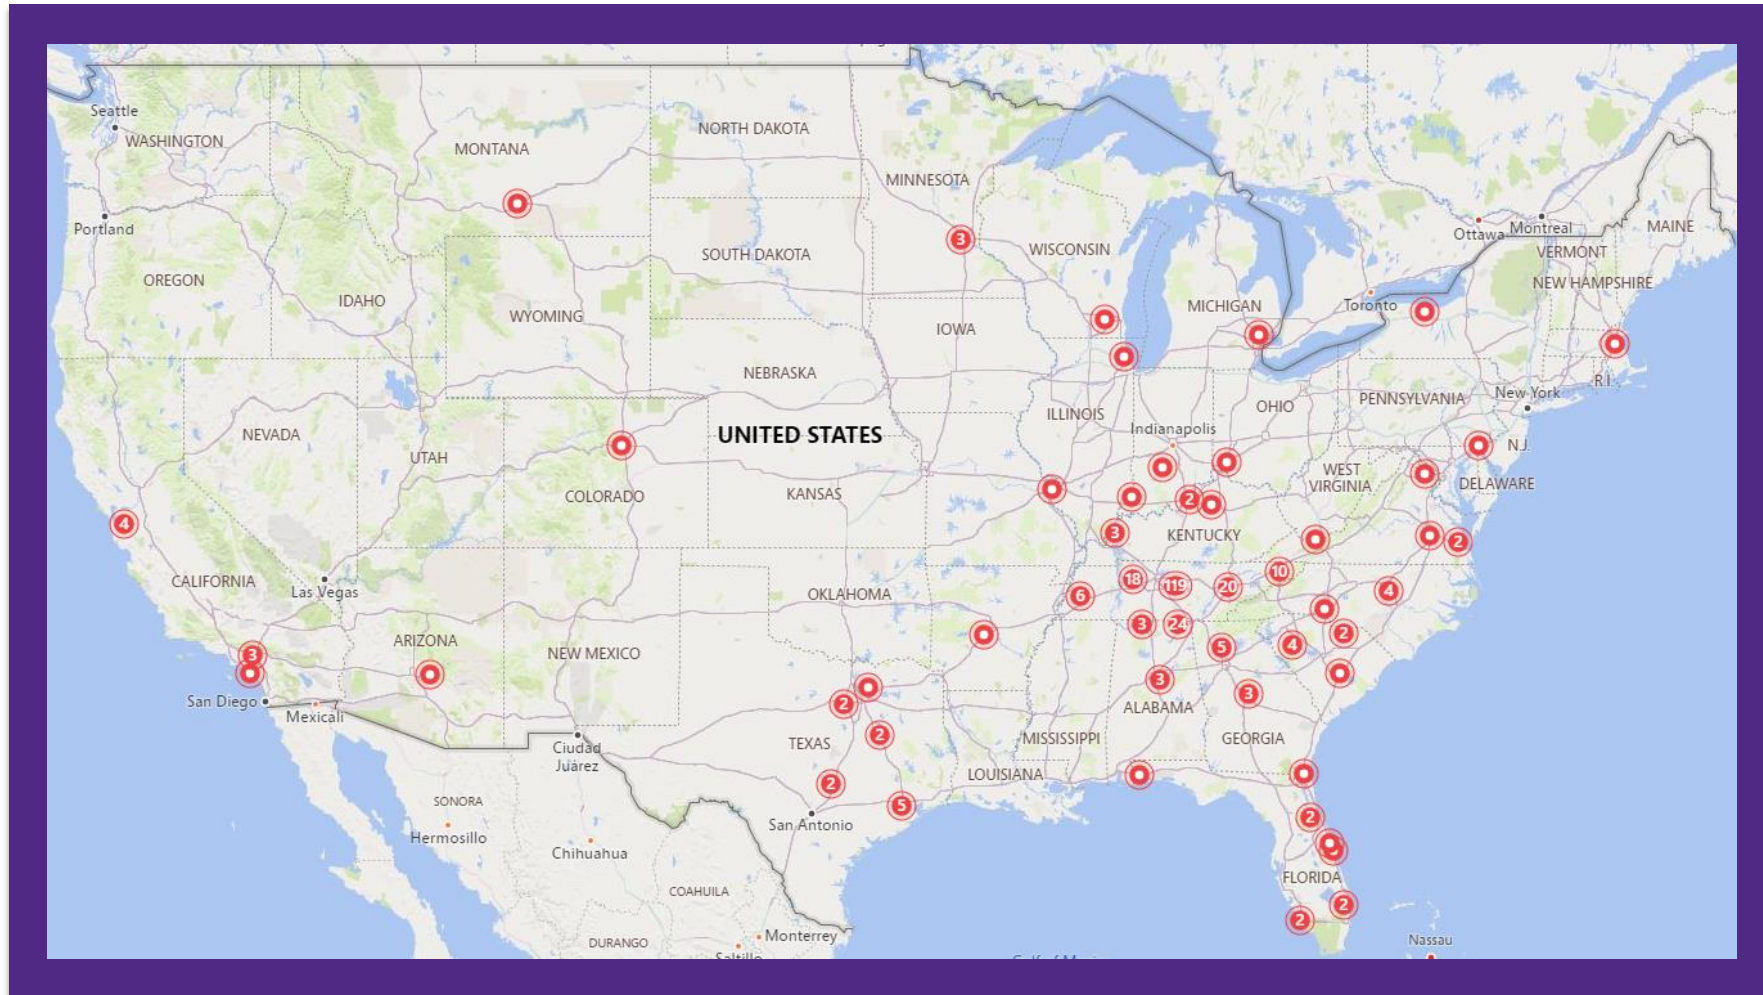 Seattle
WASHINGTON
MONTANA
NORTH DAKOTA
MINNESOTA
Portland
3
Ottawa
Montreal
MAINE
VERMONT
WISCONSIN
SOUTH DAKOTA
OREGON
NEW HAMPSHIRE
IDAHO
MICHIGAN
Toronto
WYOMING
IOWA
NEBRASKA
R.I.
New York
PENNSYLVANIA
OHIO
ILLINOIS
Indianapolis
NEVADA
UNITED STATES
N.J.
UTAH
WEST
VIRGINIA
DELAWARE
COLORADO
KANSAS
2
4
3
KENTUCKY
2
CALIFORNIA
Las Vegas
OKLAHOMA
6
18
119
20
10
4
ARIZONA
NEW MEXICO
3
3
24
5
4
2
San Diego
Mexicali
2
3
3
ALABAMA
2
TEXAS
MISSISSIPPI
GEORGIA
Ciudad
Juárez
LOUISIANA
2
SONORA
5
San Antonio
2
Hermosillo
Chihuahua
FLORIDA
COAHUILA
2
2
DURANGO
Monterrey
Nassau
Saltillo